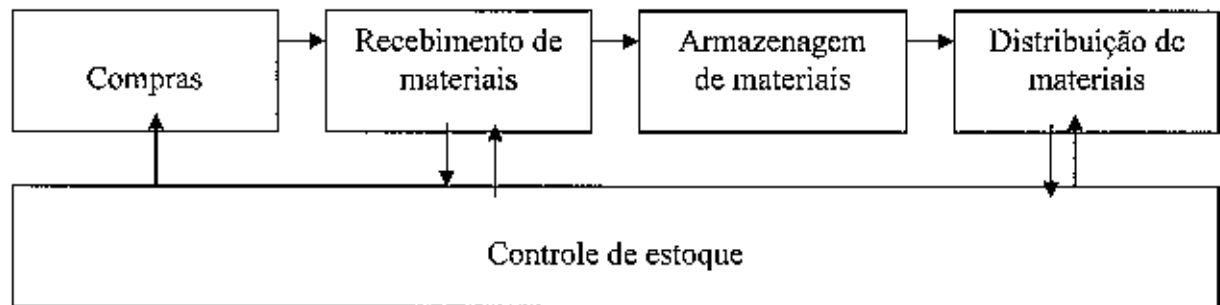 Compras
Recebimento de
materiais
Armazenagem
de materiais
Distribuição de
materiais
Controle de estoque